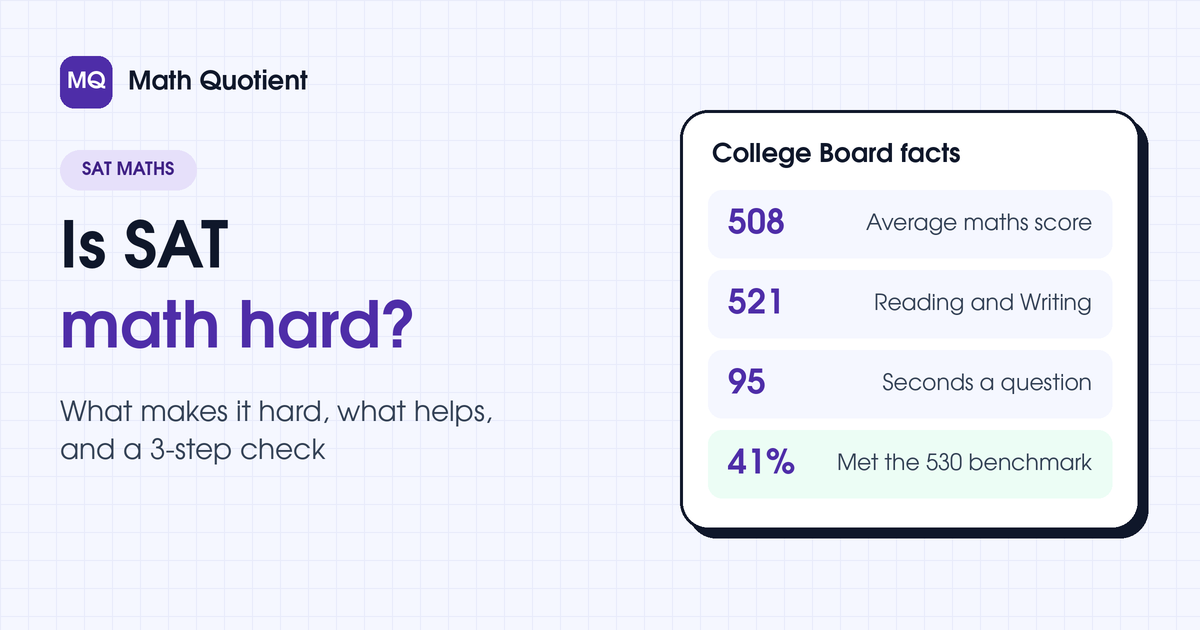 MQ Math Quotient
SAT MATHS
Is SAT
math hard?
What makes it hard, what helps,
and a 3-step check
College Board facts
508 Average maths score
521 Reading and Writing
95 Seconds a question
41% Met the 530 benchmark